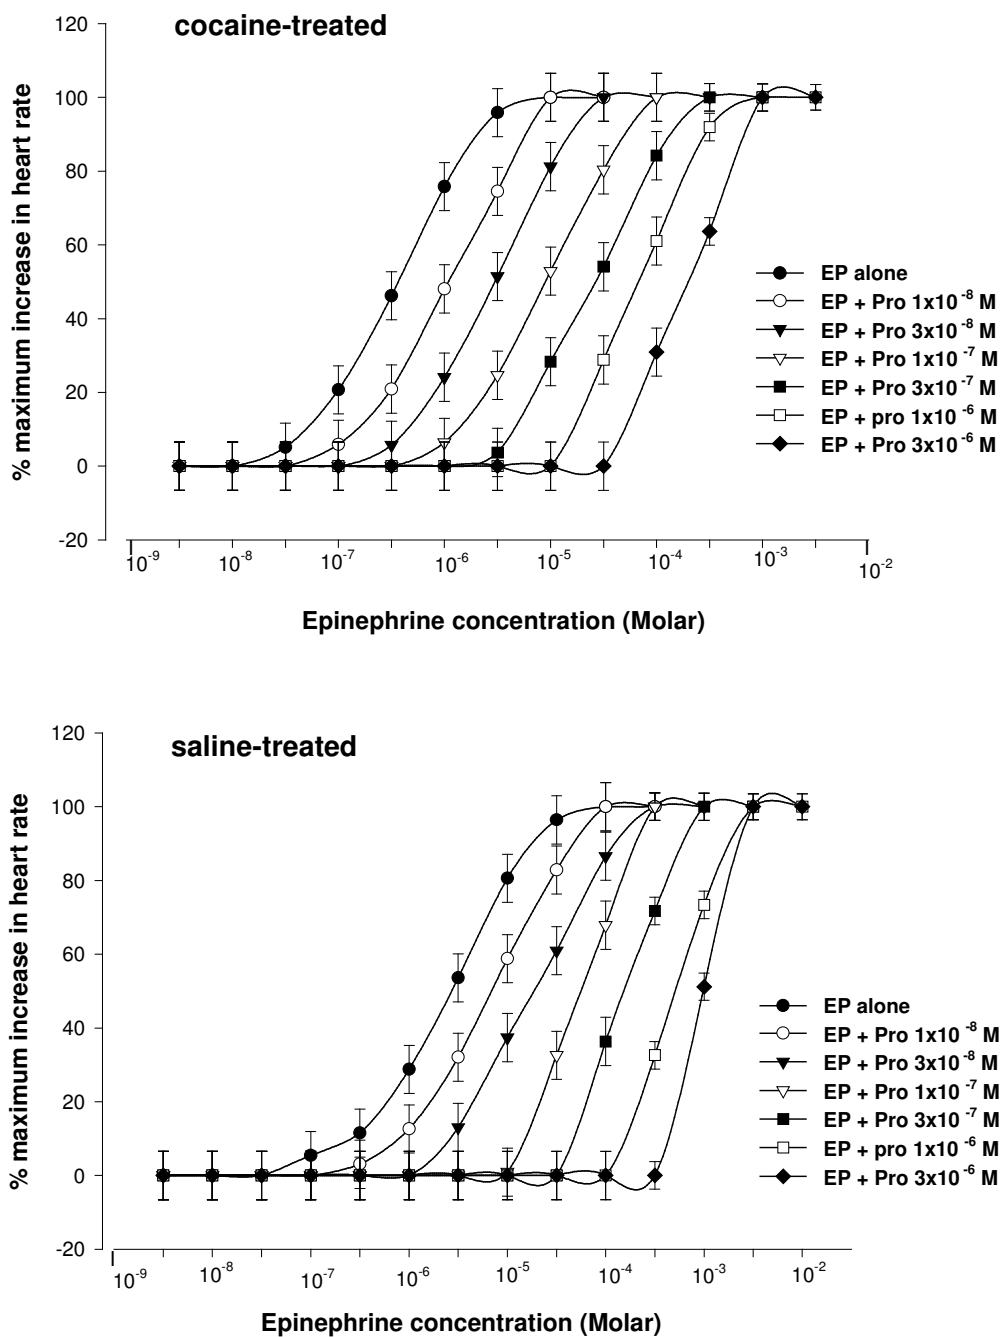 cocaine-treated
% maximum increase in heart rate
120
100
80
60
40
20
0
-20
10-9 10-8 10-7 10-6 10-5 10-4 10-3 10-2
Epinephrine concentration (Molar)
EP alone
EP + Pro 1x10 -8 M
EP + Pro 3x10 -8 M
EP + Pro 1x10 -7 M
EP + Pro 3x10 -7 M
EP + pro 1x10 -6 M
EP + Pro 3x10 -6 M
saline-treated
% maximum increase in heart rate
120
100
80
60
40
20
0
-20
10-9 10-8 10-7 10-6 10-5 10-4 10-3 10-2
Epinephrine concentration (Molar)
EP alone
EP + Pro 1x10 -8 M
EP + Pro 3x10 -8 M
EP + Pro 1x10 -7 M
EP + Pro 3x10 -7 M
EP + pro 1x10 -6 M
EP + Pro 3x10 -6 M